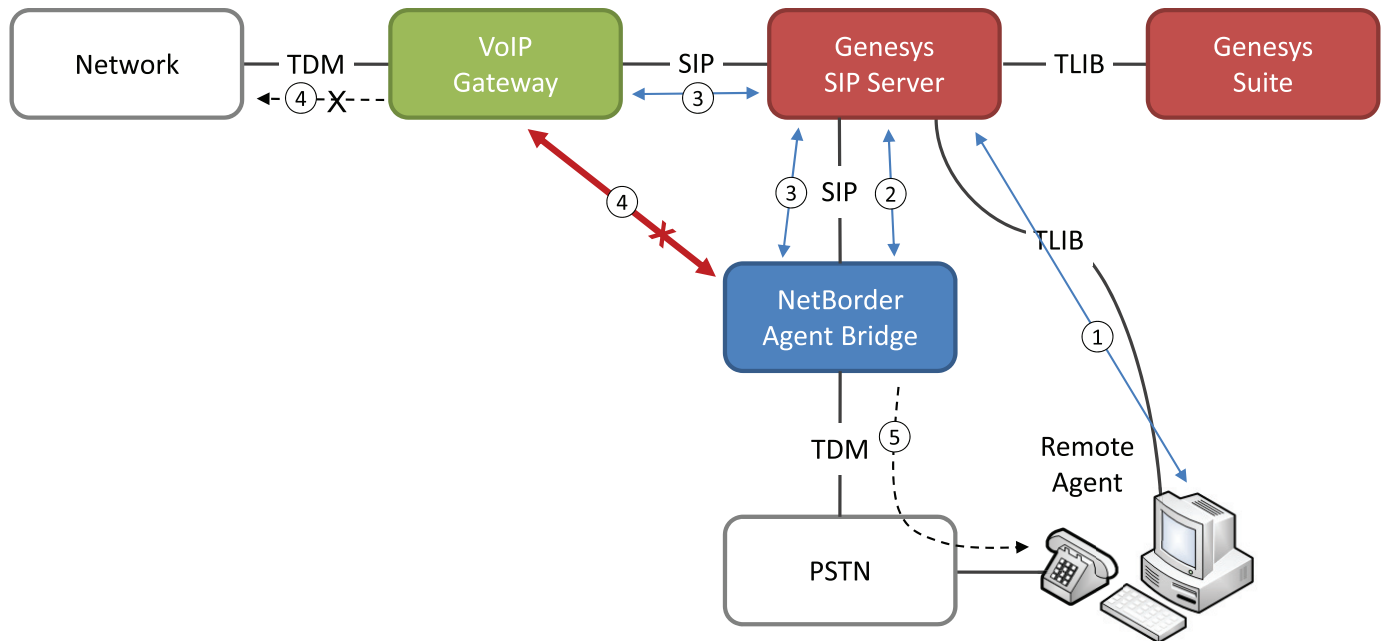 Network
TDM
VoIP
Gateway
SIP
Genesys
SIP Server
TLIB
Genesys
Suite
4
X
3
4
3
SIP
2
TLIB
NetBorder
Agent Bridge
1
TDM
5
Remote
Agent
PSTN